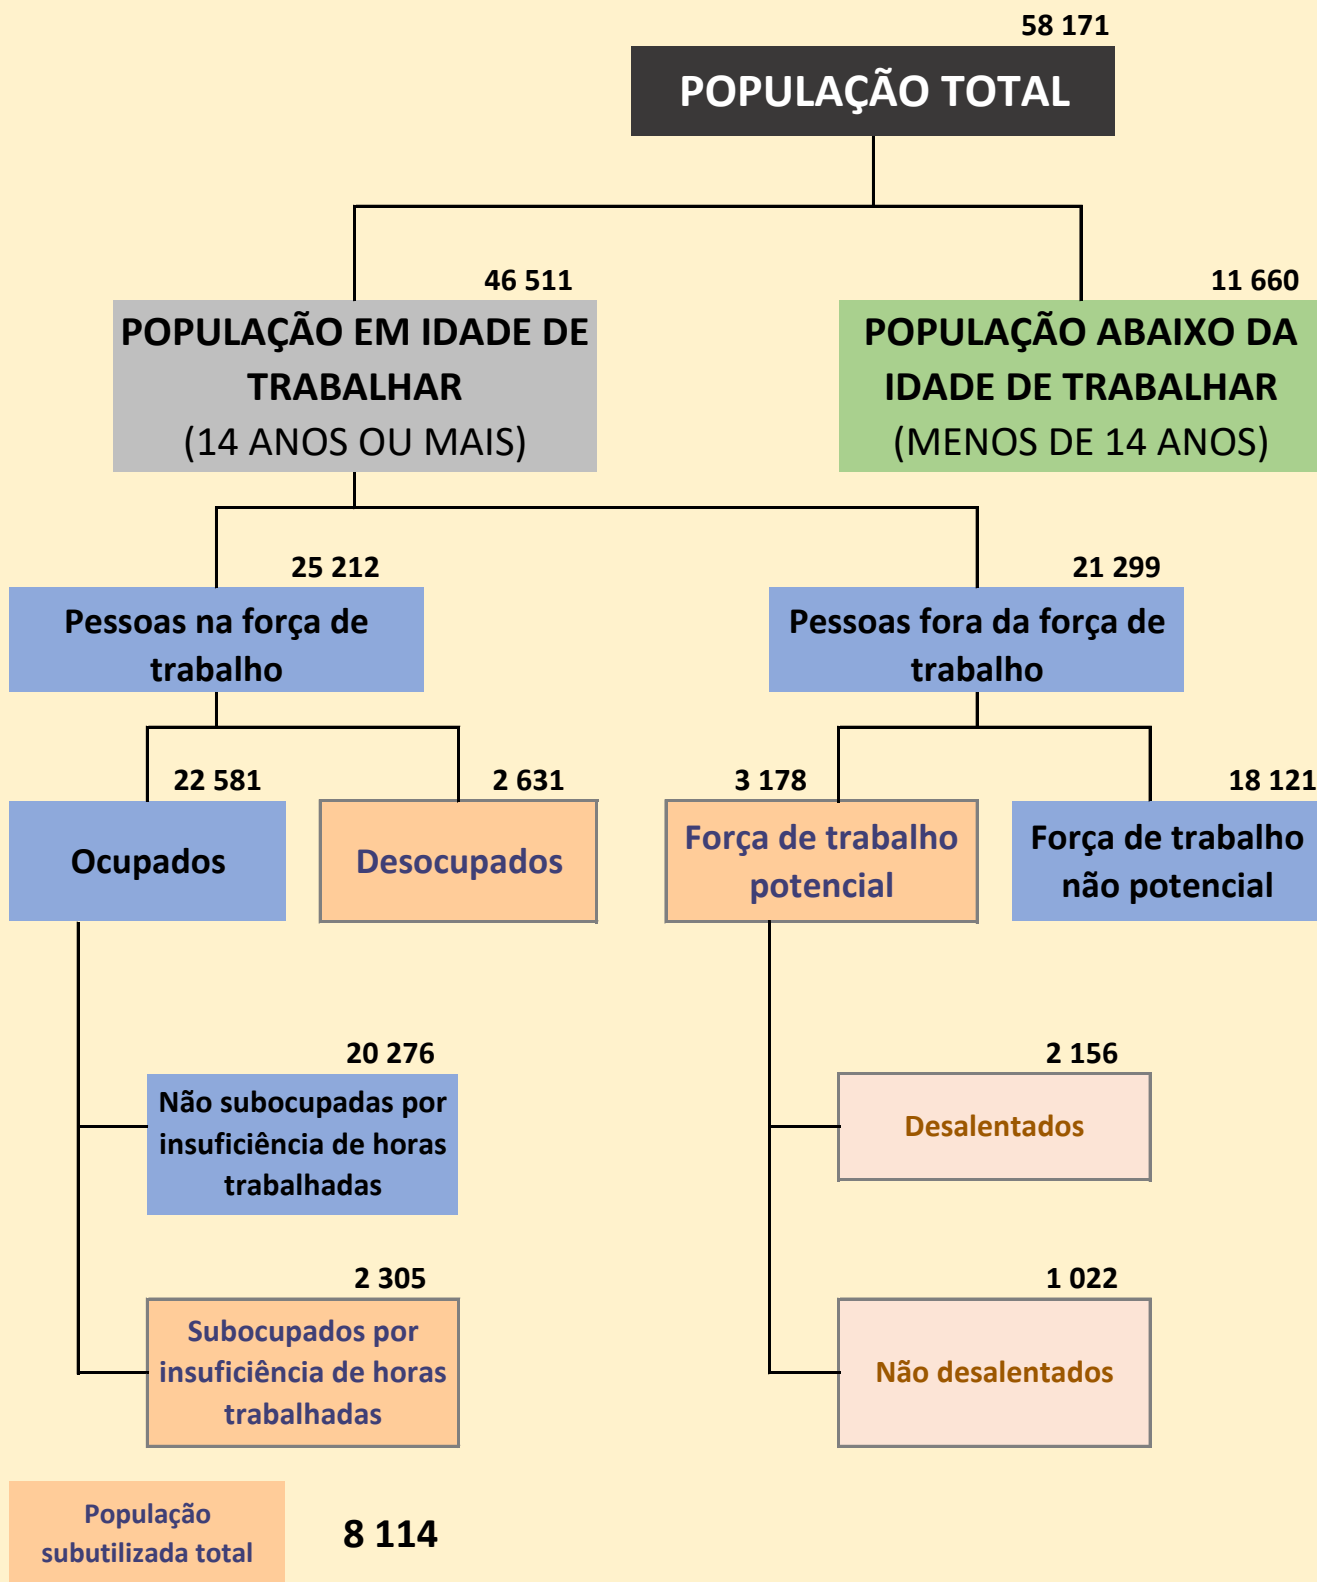 58 171
POPULAÇÃO TOTAL
46 511
POPULAÇÃO EM IDADE DE
TRABALHAR
(14 ANOS OU MAIS)
11 660
POPULAÇÃO ABAIXO DA
IDADE DE TRABALHAR
(MENOS DE 14 ANOS)
25 212
Pessoas na força de
trabalho
21 299
Pessoas fora da força de
trabalho
22 581
Ocupados
2 631
Desocupados
3 178
Força de trabalho
potencial
18 121
Força de trabalho
não potencial
20 276
Não subocupadas por
insuficiência de horas
trabalhadas
2 156
Desalentados
2 305
Subocupados por
insuficiência de horas
trabalhadas
1 022
Não desalentados
População
subutilizada total
8 114